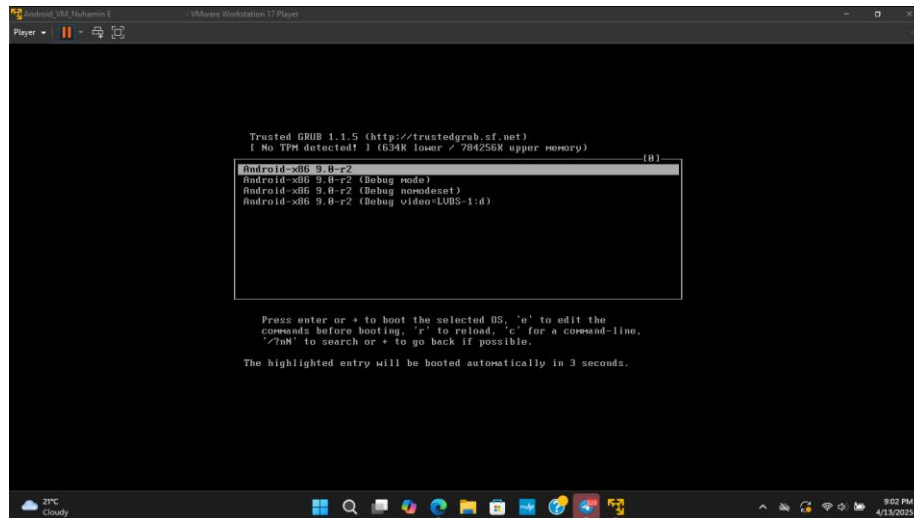 Android_VM_Nuhamin E - VMware Workstation 17 Player
Player
Trusted GRUB 1.1.5 (http://trustedgrub.sf.net)
[ No TPM detected! ] (634K lower / 784256K upper memory)
[0]
Android-x86 9.0-r2
Android-x86 9.0-r2 (Debug mode)
Android-x86 9.0-r2 (Debug nomodeset)
Android-x86 9.0-r2 (Debug video=LVDS-1:d)
Press enter or → to boot the selected OS, 'e' to edit the
commands before booting, 'r' to reload, 'c' for a command-line,
'/?nN' to search or ← to go back if possible.
The highlighted entry will be booted automatically in 3 seconds.
21°C
Cloudy
9:02 PM
4/13/2025